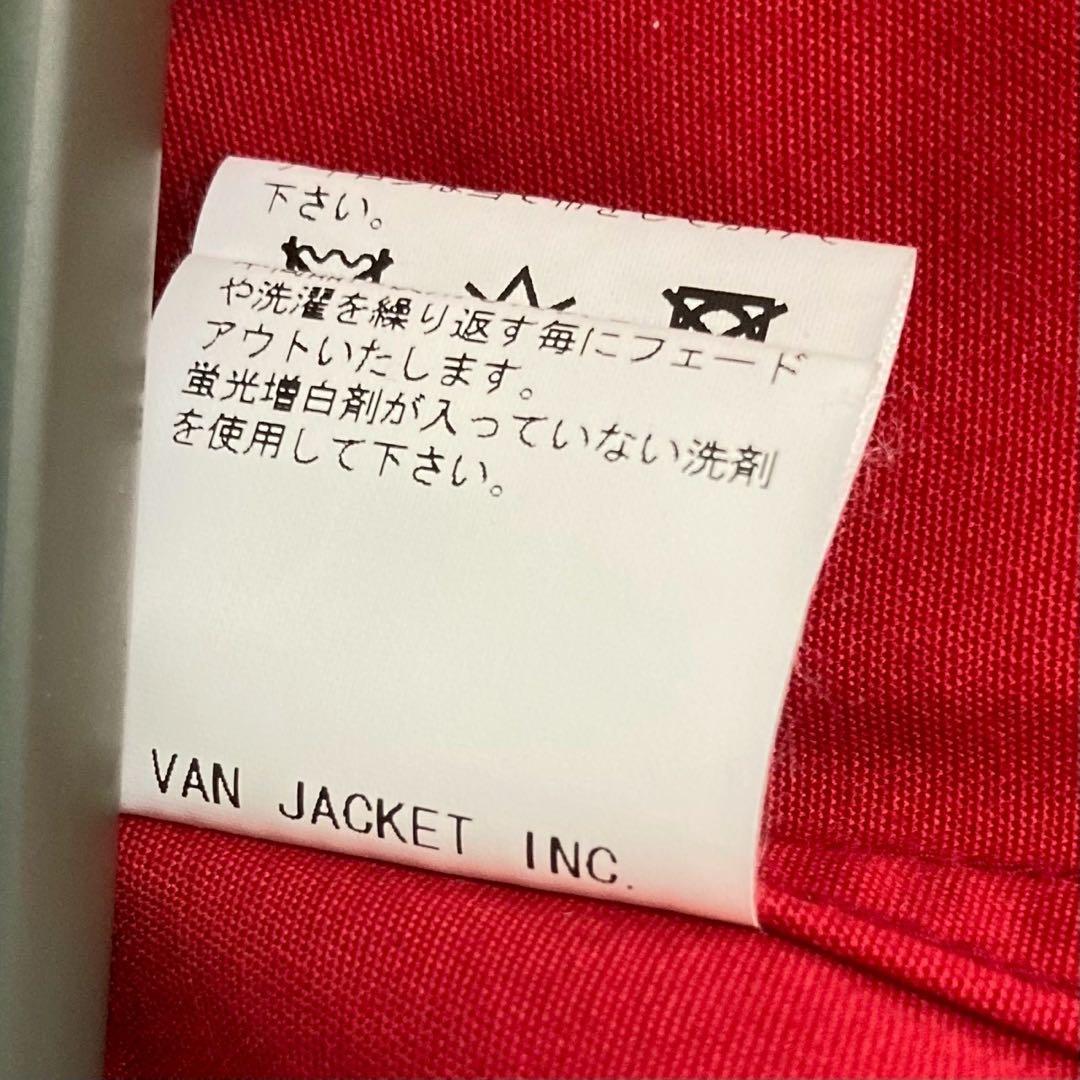 下さい。
や洗濯を繰り返す毎にフェード
アウトいたします。
蛍光増白剤が入っていない洗剤
を使用して下さい。
VAN JACKET INC.